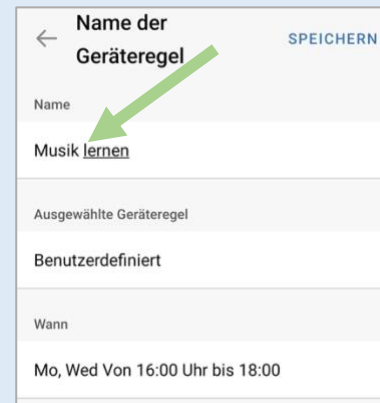 Name der
Geräteregel
SPEICHERN
Name
Musik lernen
Ausgewählte Geräteregel
Benutzerdefiniert
Wann
Mo, Wed Von 16:00 Uhr bis 18:00